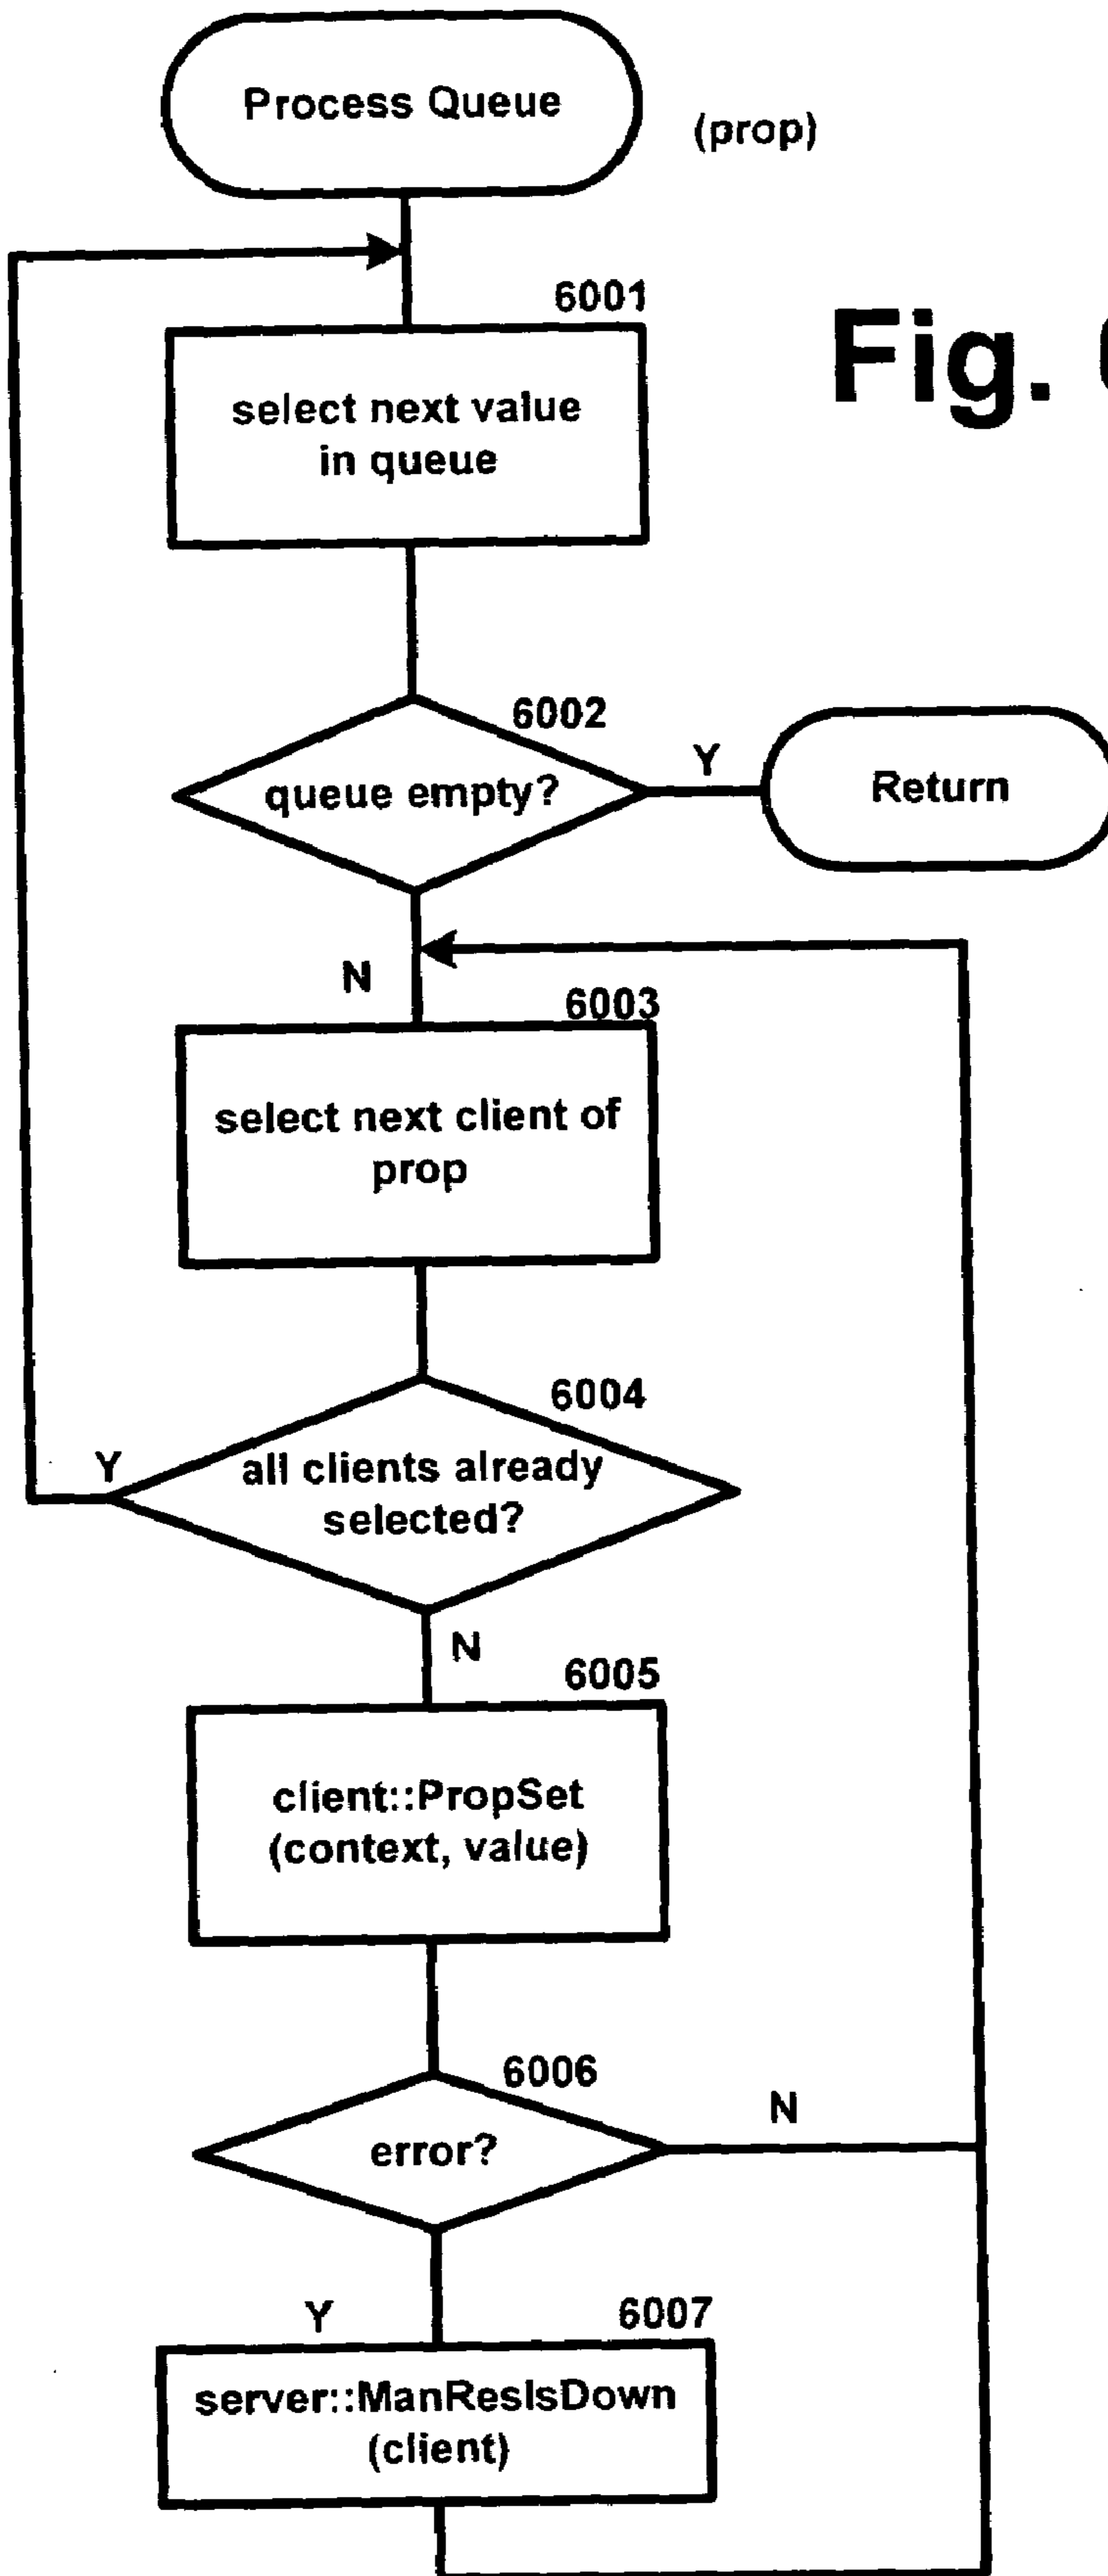 Process Queue
(prop)
6001
select next value
in queue
Fig.
6002
queue empty?
Y
Return
N
6003
select next client of
prop
6004
Y
all clients already
selected?
N
6005
client::PropSet
(context, value)
6006
error?
N
Y
6007
server::ManResIsDown
(client)